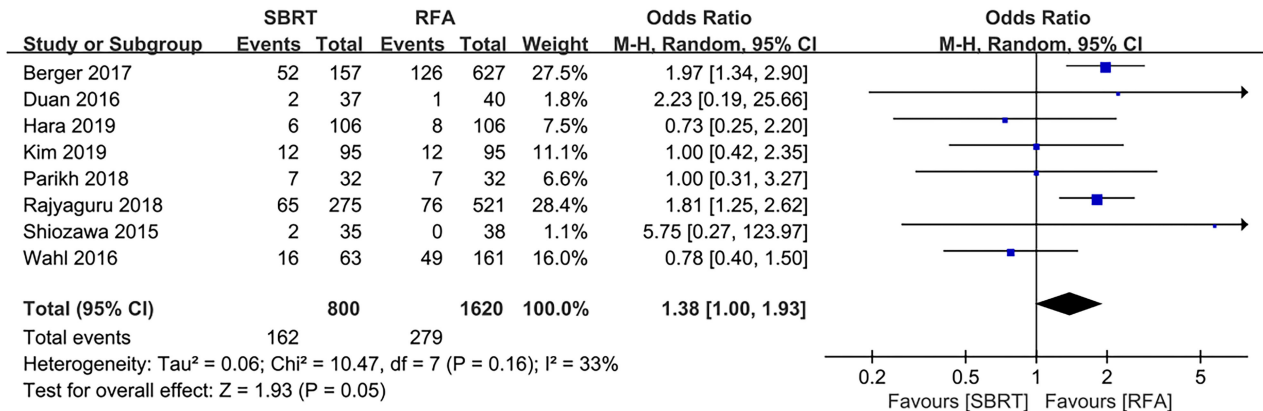 SBRT RFA Odds Ratio Odds Ratio
Study or Subgroup Events Total Events Total Weight M-H, Random, 95% CI M-H, Random, 95% CI
Berger 2017 52 157 126 627 27.5% 1.97 [1.34, 2.90]
Duan 2016 2 37 1 40 1.8% 2.23 [0.19, 25.66]
Hara 2019 6 106 8 106 7.5% 0.73 [0.25, 2.20]
Kim 2019 12 95 12 95 11.1% 1.00 [0.42, 2.35]
Parikh 2018 7 32 7 32 6.6% 1.00 [0.31, 3.27]
Rajyaguru 2018 65 275 76 521 28.4% 1.81 [1.25, 2.62]
Shiozawa 2015 2 35 0 38 1.1% 5.75 [0.27, 123.97]
Wahl 2016 16 63 49 161 16.0% 0.78 [0.40, 1.50]
Total (95% CI) 800 1620 100.0% 1.38 [1.00, 1.93]
Total events 162 279
Heterogeneity: Tau² = 0.06; Chi² = 10.47, df = 7 (P = 0.16); I² = 33%
Test for overall effect: Z = 1.93 (P = 0.05)
0.2 0.5 1 2 5
Favours [SBRT] Favours [RFA]